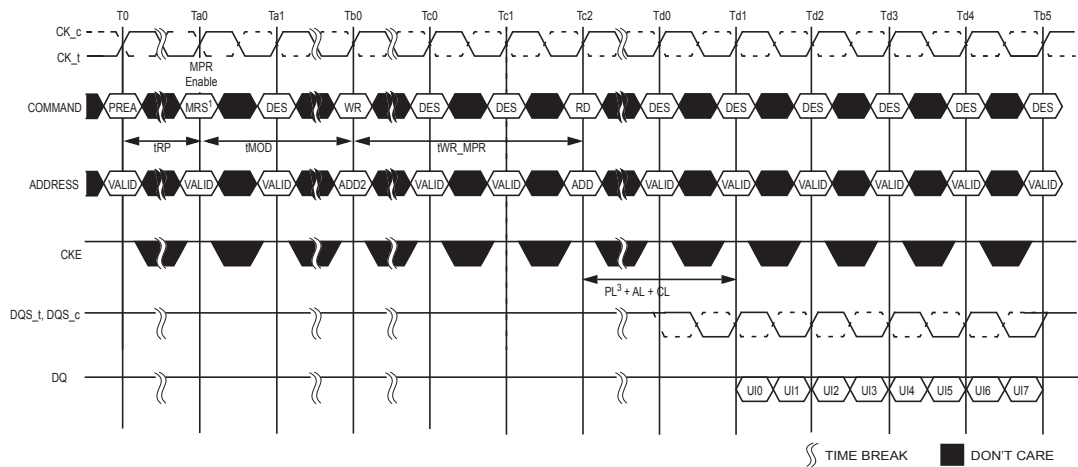 T0 Ta0 Ta1 Tb0 Tc0 Tc1 Tc2 Td0 Td1 Td2 Td3 Td4 Tb5
CK_c
CK_t
MPR
Enable
COMMAND PREA MRS1 DES WR DES DES RD DES DES DES DES DES DES
tRP tMOD tWR_MPR
ADDRESS VALID VALID VALID ADD2 VALID VALID ADD VALID VALID VALID VALID VALID VALID
CKE
PL3 + AL + CL
DQS_t, DQS_c
DQ UI0 UI1 UI2 UI3 UI4 UI5 UI6 UI7
TIME BREAK DON'T CARE